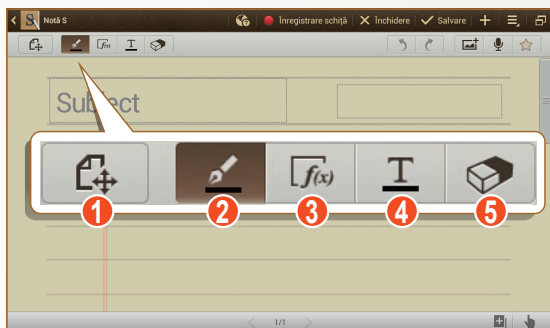 S Notă S Înregistrare schiță Închidere Salvare
f(x) T
Subject
f(x) T
1 2 3 4 5
1/1